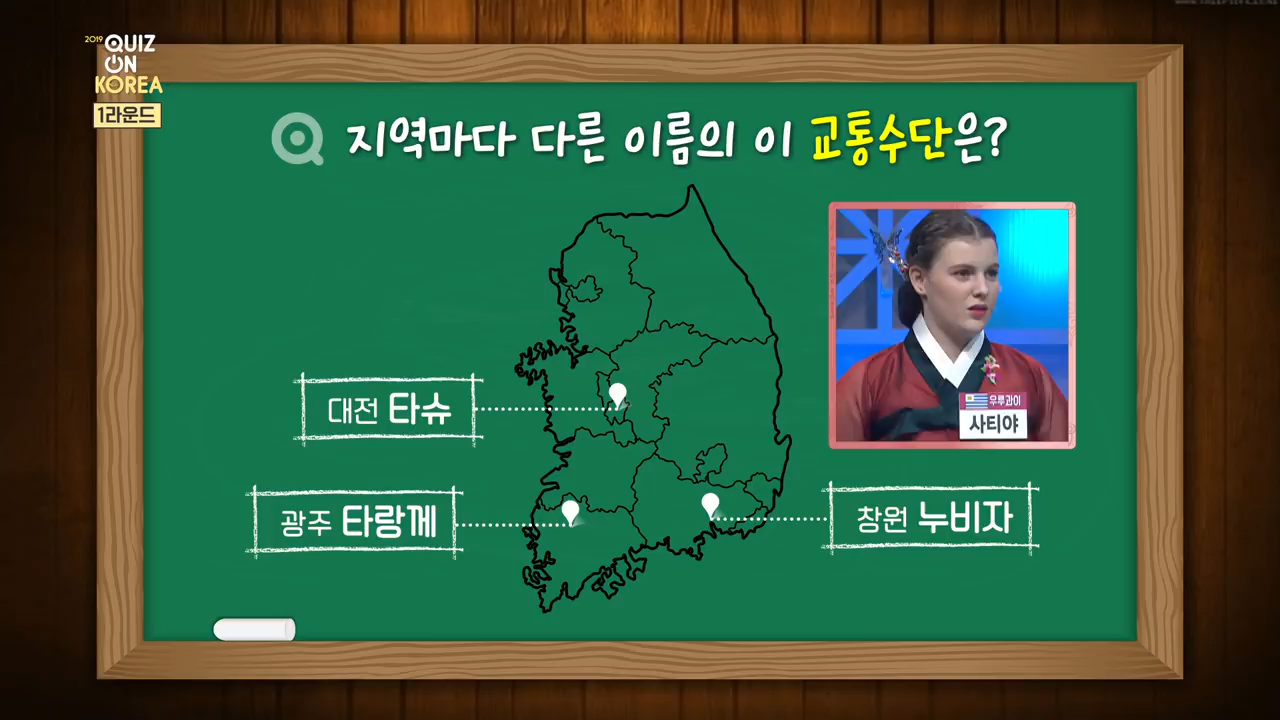 2019 QUIZ
ON
KOREA
1라운드
지역마다 다른 이름의 이 교통수단은?
대전 타슈
광주 타랑께
창원 누비자
우루과이
사티야